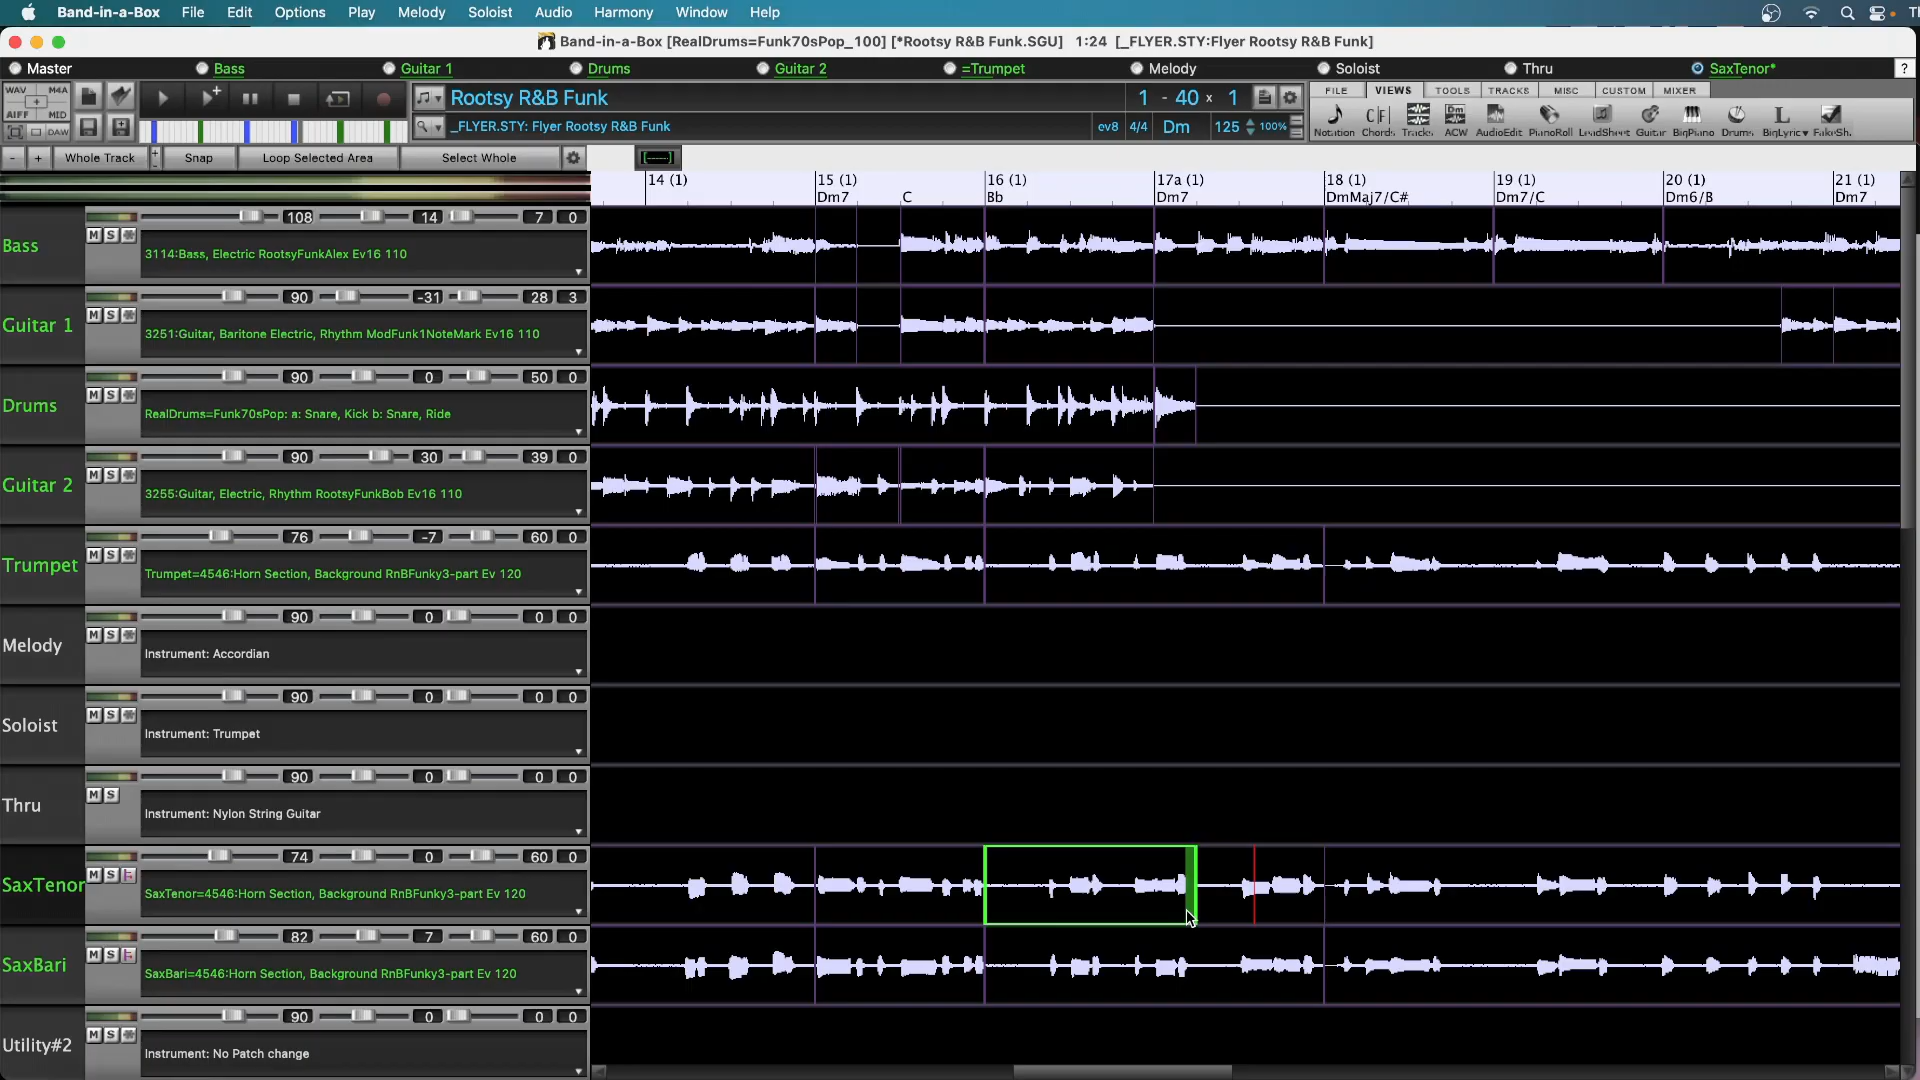 Band-in-a-Box File Edit Options Play Melody Soloist Audio Harmony Window Help
Band-in-a-Box [RealDrums=Funk70sPop_100] [*Rootsy R&B Funk.SGU] 1:24 [_FLYER.STY:Flyer Rootsy R&B Funk]
Master Bass Guitar 1 Drums Guitar 2 =Trumpet Melody Soloist Thru SaxTenor* ?
WAV M4A
AIFF MID
DAW
Rootsy R&B Funk 1 - 40 x 1
_FLYER.STY: Flyer Rootsy R&B Funk ev8 4/4 Dm 125 100%
FILE VIEWS TOOLS TRACKS MISC CUSTOM MIXER
Notation Chords Tracks ACW AudioEdit PianoRoll LeadSheet Guitar BigPiano Drums BigLyric FakeSh.
- + Whole Track + - Snap Loop Selected Area Select Whole
14 (1) 15 (1) 16 (1) 17a (1) 18 (1) 19 (1) 20 (1) 21 (1)
Dm7 C Bb Dm7 DmMaj7/C# Dm7/C Dm6/B Dm7
Bass M S 108 14 7 0
3114:Bass, Electric RootsyFunkAlex Ev16 110
Guitar 1 M S 90 -31 28 3
3251:Guitar, Baritone Electric, Rhythm ModFunk1NoteMark Ev16 110
Drums M S 90 0 50 0
RealDrums=Funk70sPop: a: Snare, Kick b: Snare, Ride
Guitar 2 M S 90 30 39 0
3255:Guitar, Electric, Rhythm RootsyFunkBob Ev16 110
Trumpet M S 76 -7 60 0
Trumpet=4546:Horn Section, Background RnBFunky3-part Ev 120
Melody M S 90 0 0 0
Instrument: Accordian
Soloist M S 90 0 0 0
Instrument: Trumpet
Thru M S 90 0 0 0
Instrument: Nylon String Guitar
SaxTenor M S 74 0 60 0
SaxTenor=4546:Horn Section, Background RnBFunky3-part Ev 120
SaxBari M S 82 7 60 0
SaxBari=4546:Horn Section, Background RnBFunky3-part Ev 120
Utility#2 M S 90 0 0 0
Instrument: No Patch change